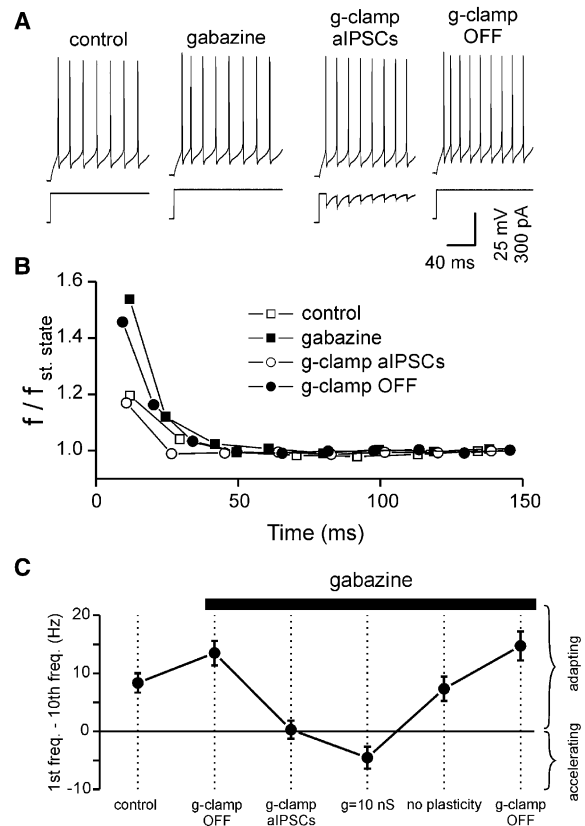 A
control
gabazine
g-clamp
aIPSCs
g-clamp
OFF
25 mV
300 pA
40 ms
B
1.6
1.4
1.2
1.0
f / f st. state
control
gabazine
g-clamp aIPSCs
g-clamp OFF
0
50
100
150
Time (ms)
C
gabazine
20
10
0
-10
1st freq. - 10th freq. (Hz)
adapting
accelerating
control
g-clamp
OFF
g-clamp
aIPSCs
g=10 nS
no plasticity
g-clamp
OFF